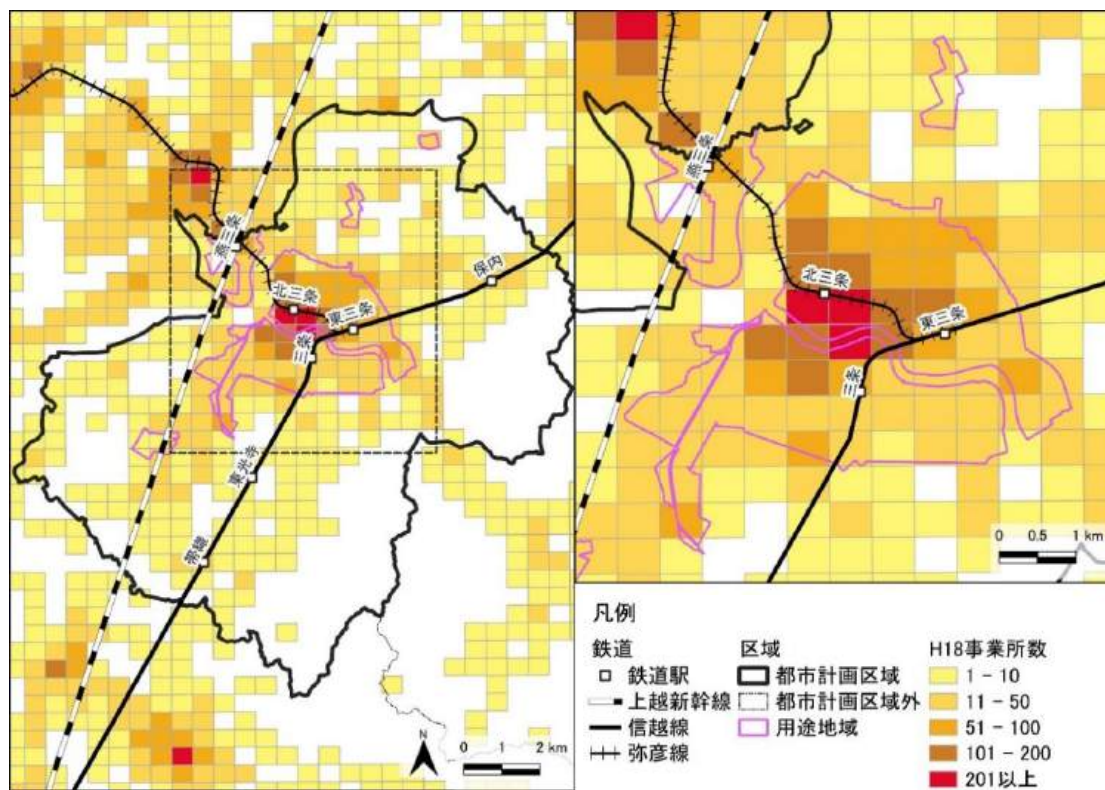 燕三条
保内
北三条
東三条
三条
東光寺
帯織
N
0 1 2 km
燕三条
北三条
東三条
三条
0 0.5 1 km
凡例
鉄道
鉄道駅
上越新幹線
信越線
弥彦線
区域
都市計画区域
都市計画区域外
用途地域
H18事業所数
1 - 10
11 - 50
51 - 100
101 - 200
201以上